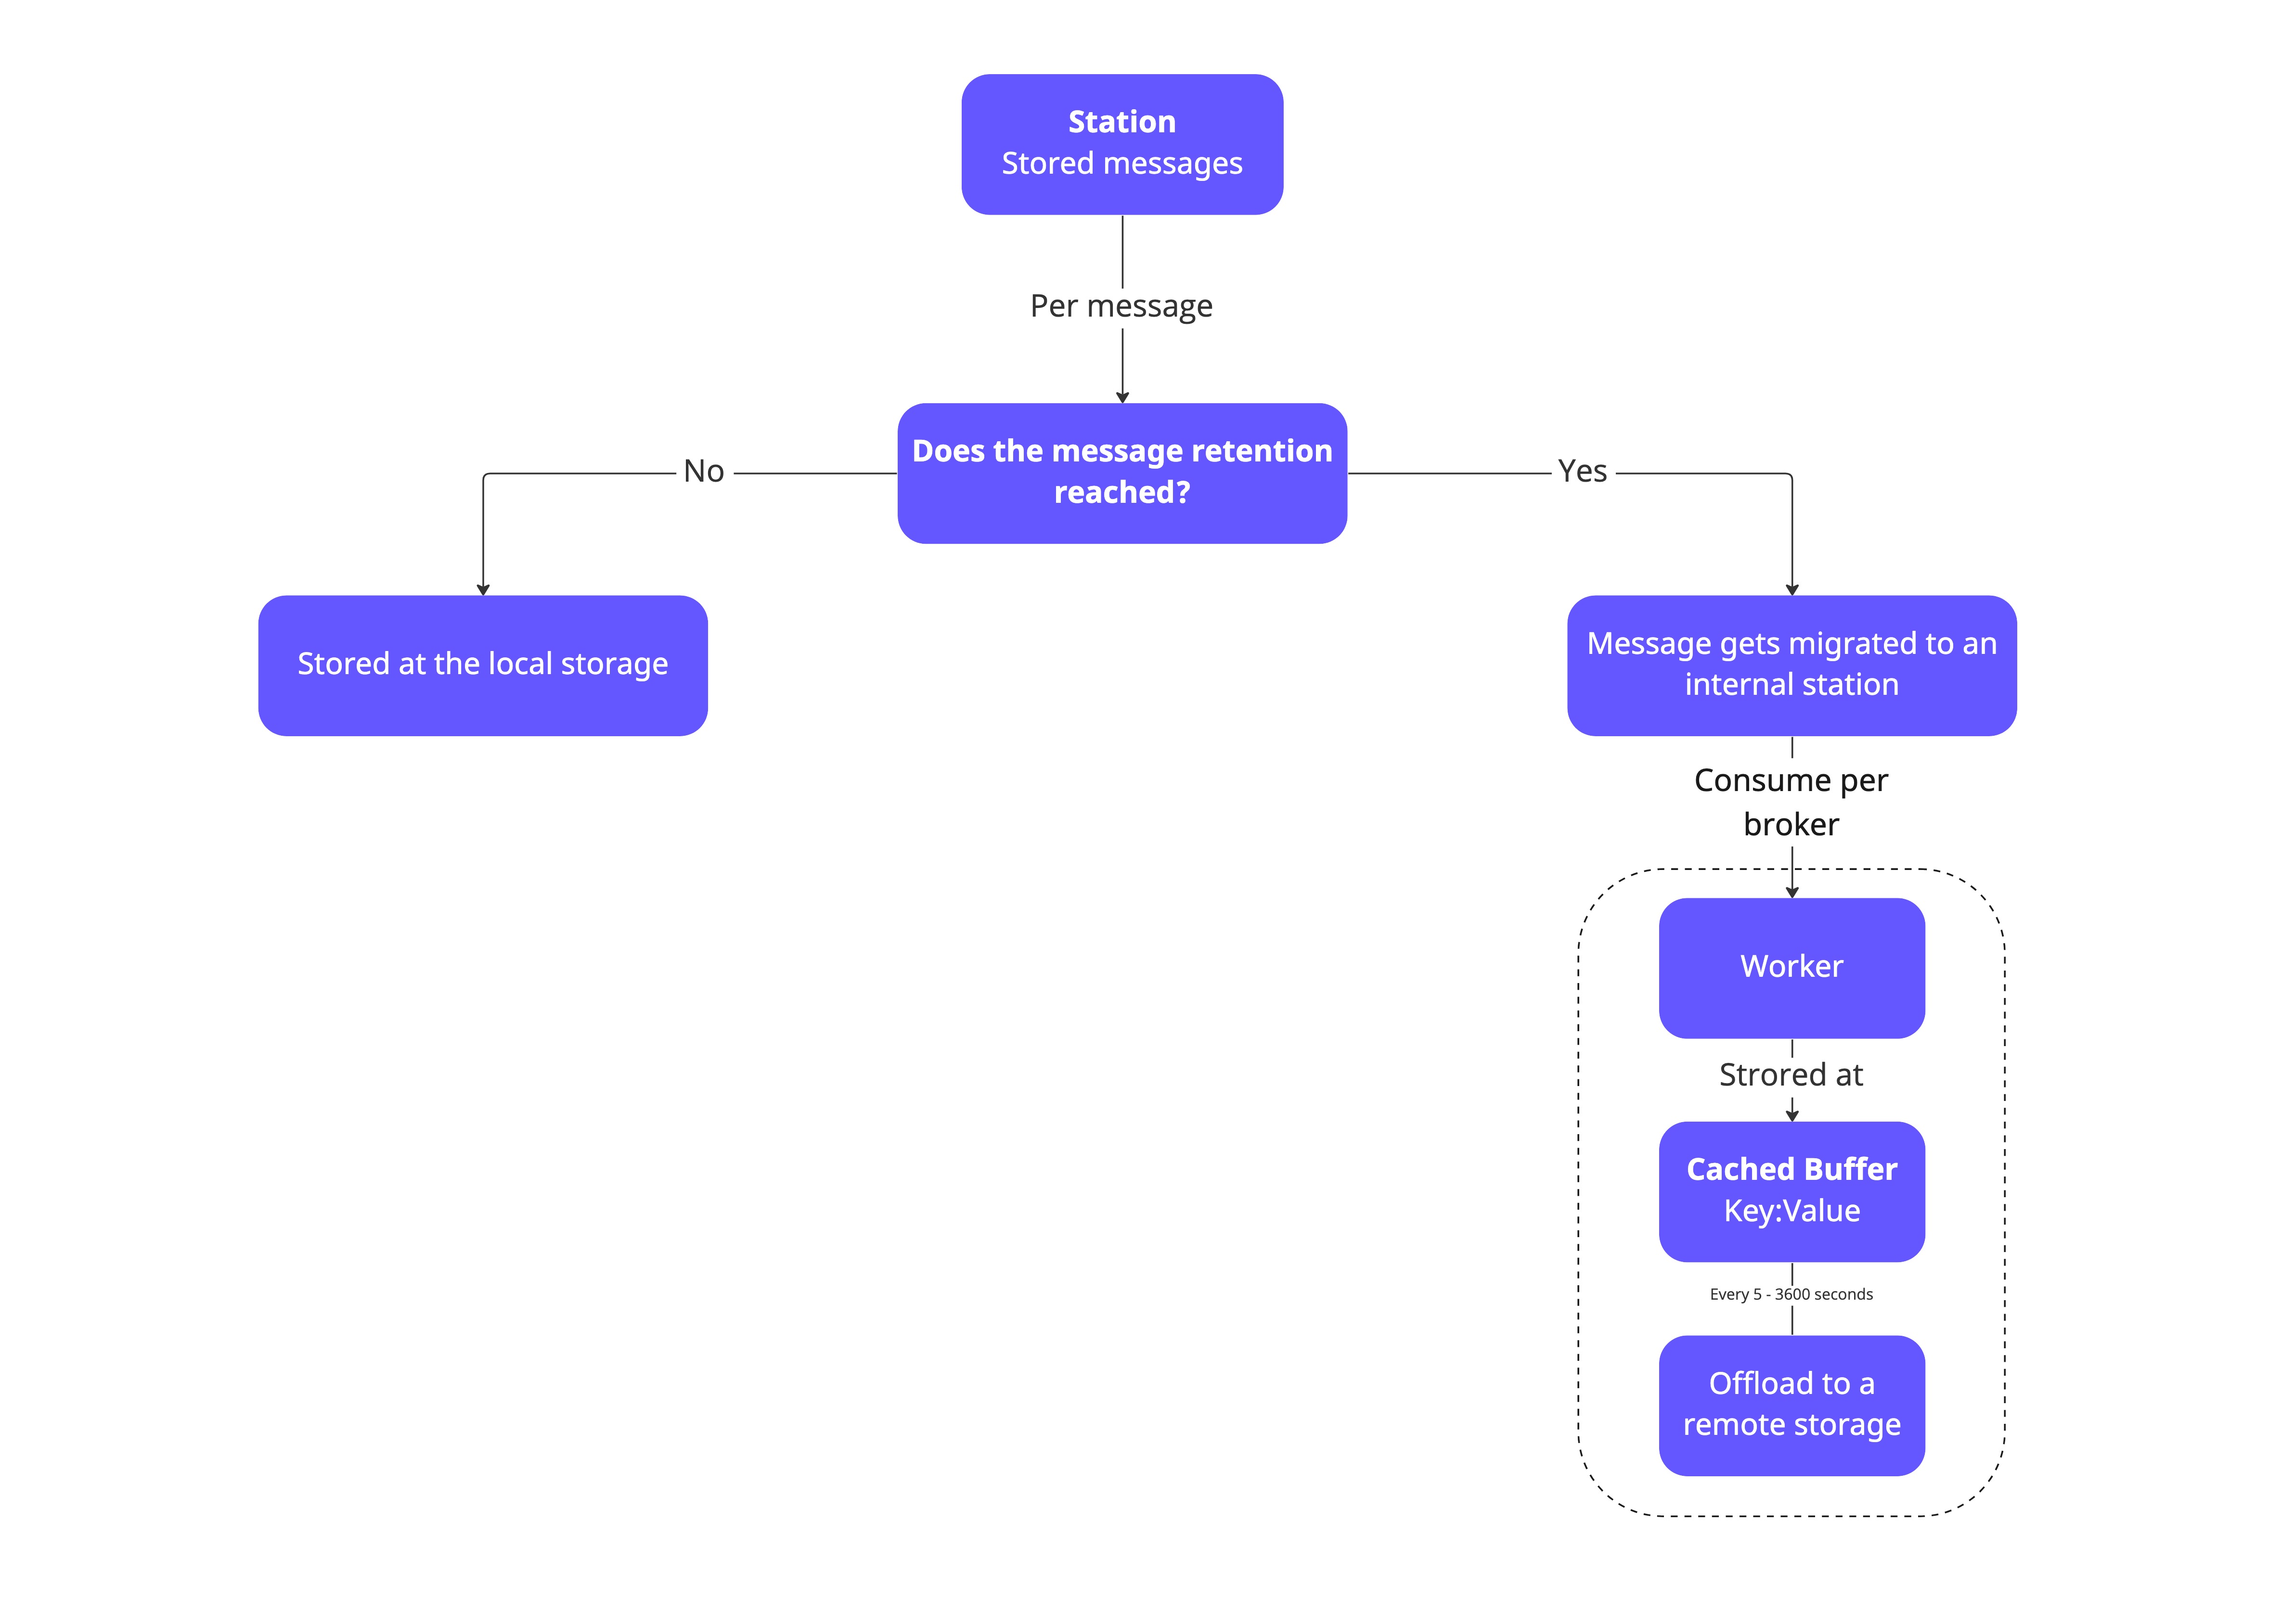 Station
Stored messages
Per message
Does the message retention
reached?
No
Yes
Stored at the local storage
Message gets migrated to an
internal station
Consume per
broker
Worker
Strored at
Cached Buffer
Key:Value
Every 5 - 3600 seconds
Offload to a
remote storage